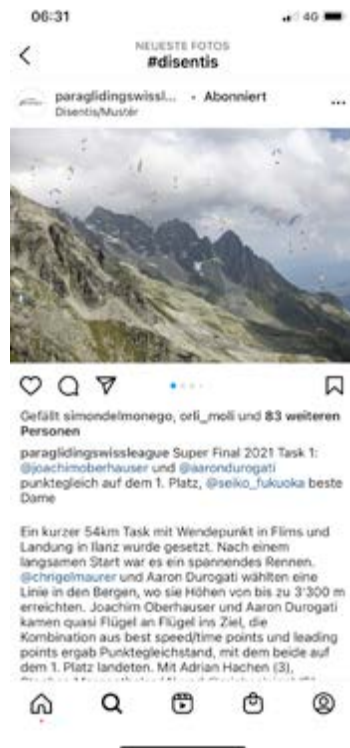 06:31
4G
NEUESTE FOTOS
#disentis
paraglidingswissl... • Abonniert
Disentis/Mustér
Gefällt simondelmonego, orli_moli und 83 weiteren
Personen
paraglidingswissleague Super Final 2021 Task 1:
@joachimoberhauser und @aarondurogati
punktegleich auf dem 1. Platz, @seiko_fukuoka beste
Dame
Ein kurzer 54km Task mit Wendepunkt in Flims und
Landung in Ilanz wurde gesetzt. Nach einem
langsamen Start war es ein spannendes Rennen.
@chrigelmaurer und Aaron Durogati wählten eine
Linie in den Bergen, wo sie Höhen von bis zu 3'300 m
erreichten. Joachim Oberhauser und Aaron Durogati
kamen quasi Flügel an Flügel ins Ziel, die
Kombination aus best speed/time points und leading
points ergab Punktegleichstand, mit dem beide auf
dem 1. Platz landeten. Mit Adrian Hachen (3),